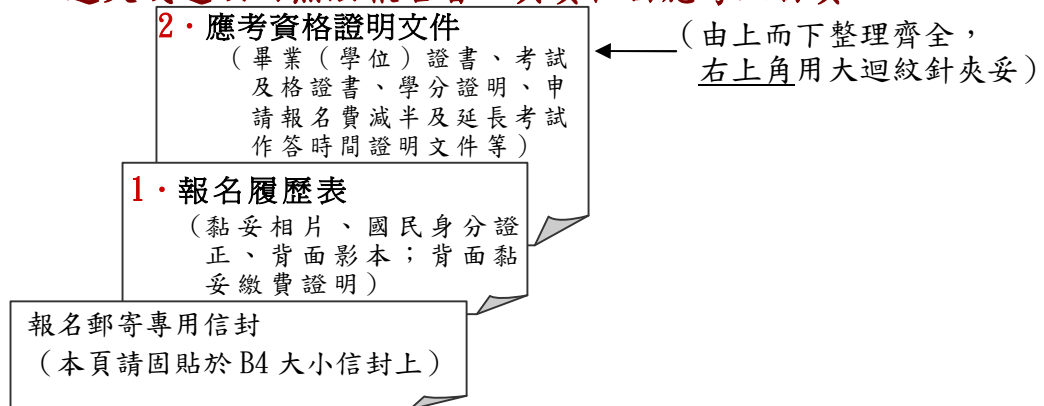 2．應考資格證明文件
（畢業（學位）證書、考試
及格證書、學分證明、申
請報名費減半及延長考試
作答時間證明文件等）
（由上而下整理齊全，
右上角用大迴紋針夾妥）
1．報名履歷表
（黏妥相片、國民身分證
正、背面影本；背面黏
妥繳費證明）
報名郵寄專用信封
（本頁請固貼於B4大小信封上）